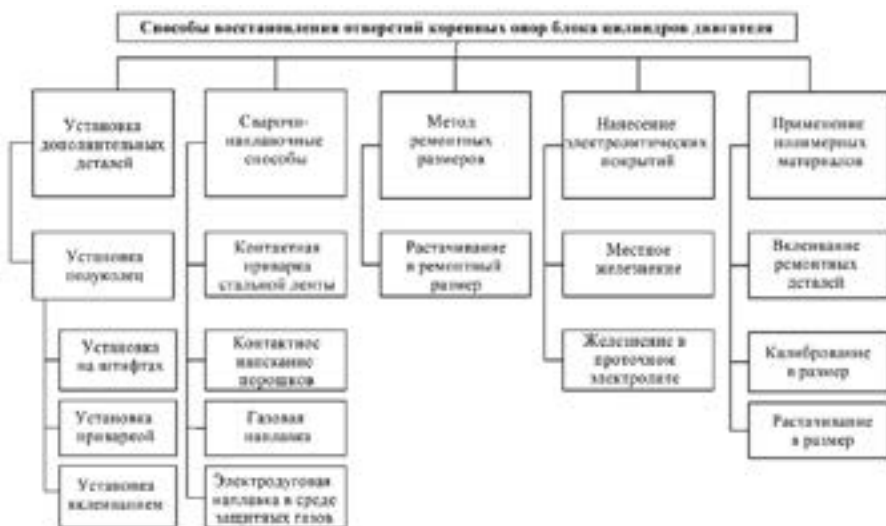 Способы восстановления отверстий коренных опор блока цилиндров двигателя
Установка
дополнительных
деталей
Сварочно-
наплавочные
способы
Метод
ремонтных
размеров
Нанесение
электролитических
покрытий
Применение
полимерных
материалов
Установка
полуколец
Контактная
приварка
стальной ленты
Растачивание
в ремонтный
размер
Местное
железнение
Вклеивание
ремонтных
деталей
Установка
на штифтах
Контактное
напекание
порошков
Железнение в
проточном
электролите
Калибрование
в размер
Установка
приваркой
Газовая
наплавка
Растачивание
в размер
Установка
вклеиванием
Электродуговая
наплавка в среде
защитных газов